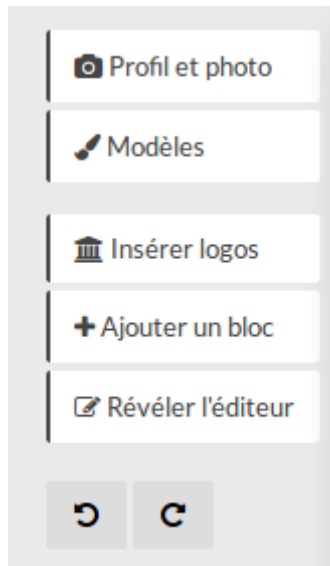 Profil et photo
Modèles
Insérer logos
Ajouter un bloc
Révéler l'éditeur